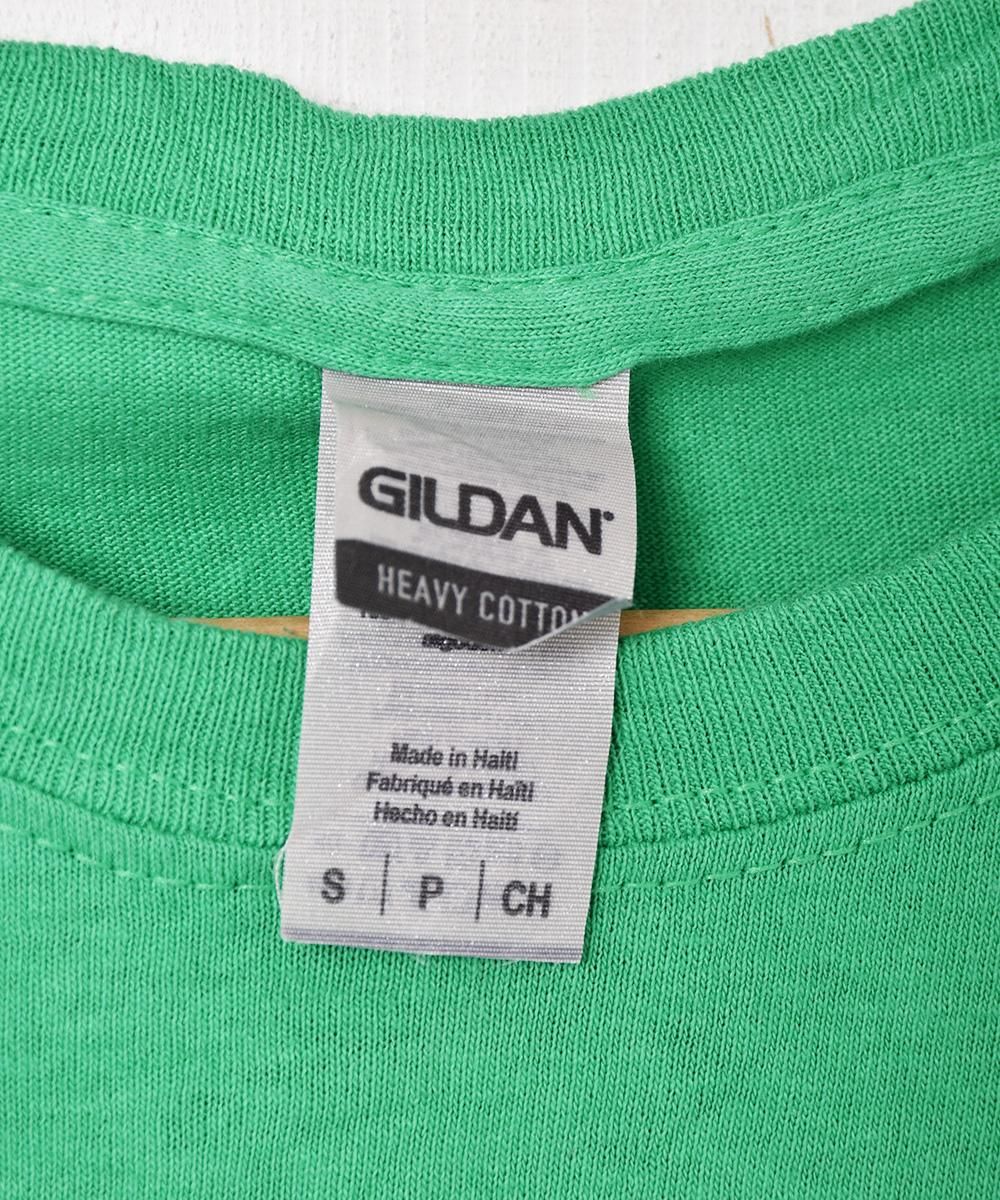 GILDAN
HEAVY COTTON
Made in Haiti
Fabriqué en Haïti
Hecho en Haití
S | P | CH